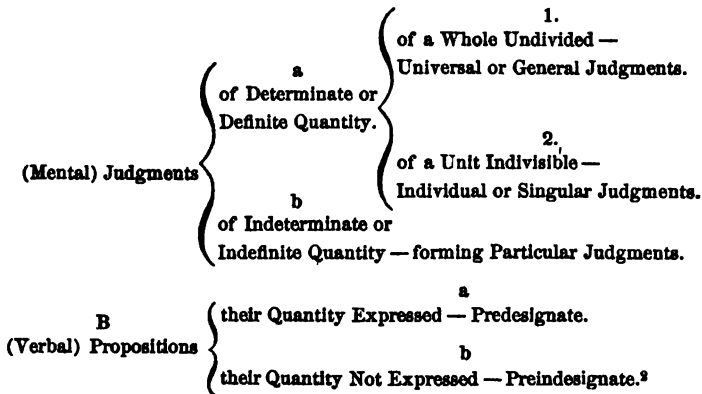 1.
of a Whole Undivided —
Universal or General Judgments.
a
of Determinate or
Definite Quantity.
2.
of a Unit Indivisible —
Individual or Singular Judgments.
(Mental) Judgments
b
of Indeterminate or
Indefinite Quantity — forming Particular Judgments.
a
their Quantity Expressed — Predesignate.
B
(Verbal) Propositions
b
their Quantity Not Expressed — Preindesignate.²